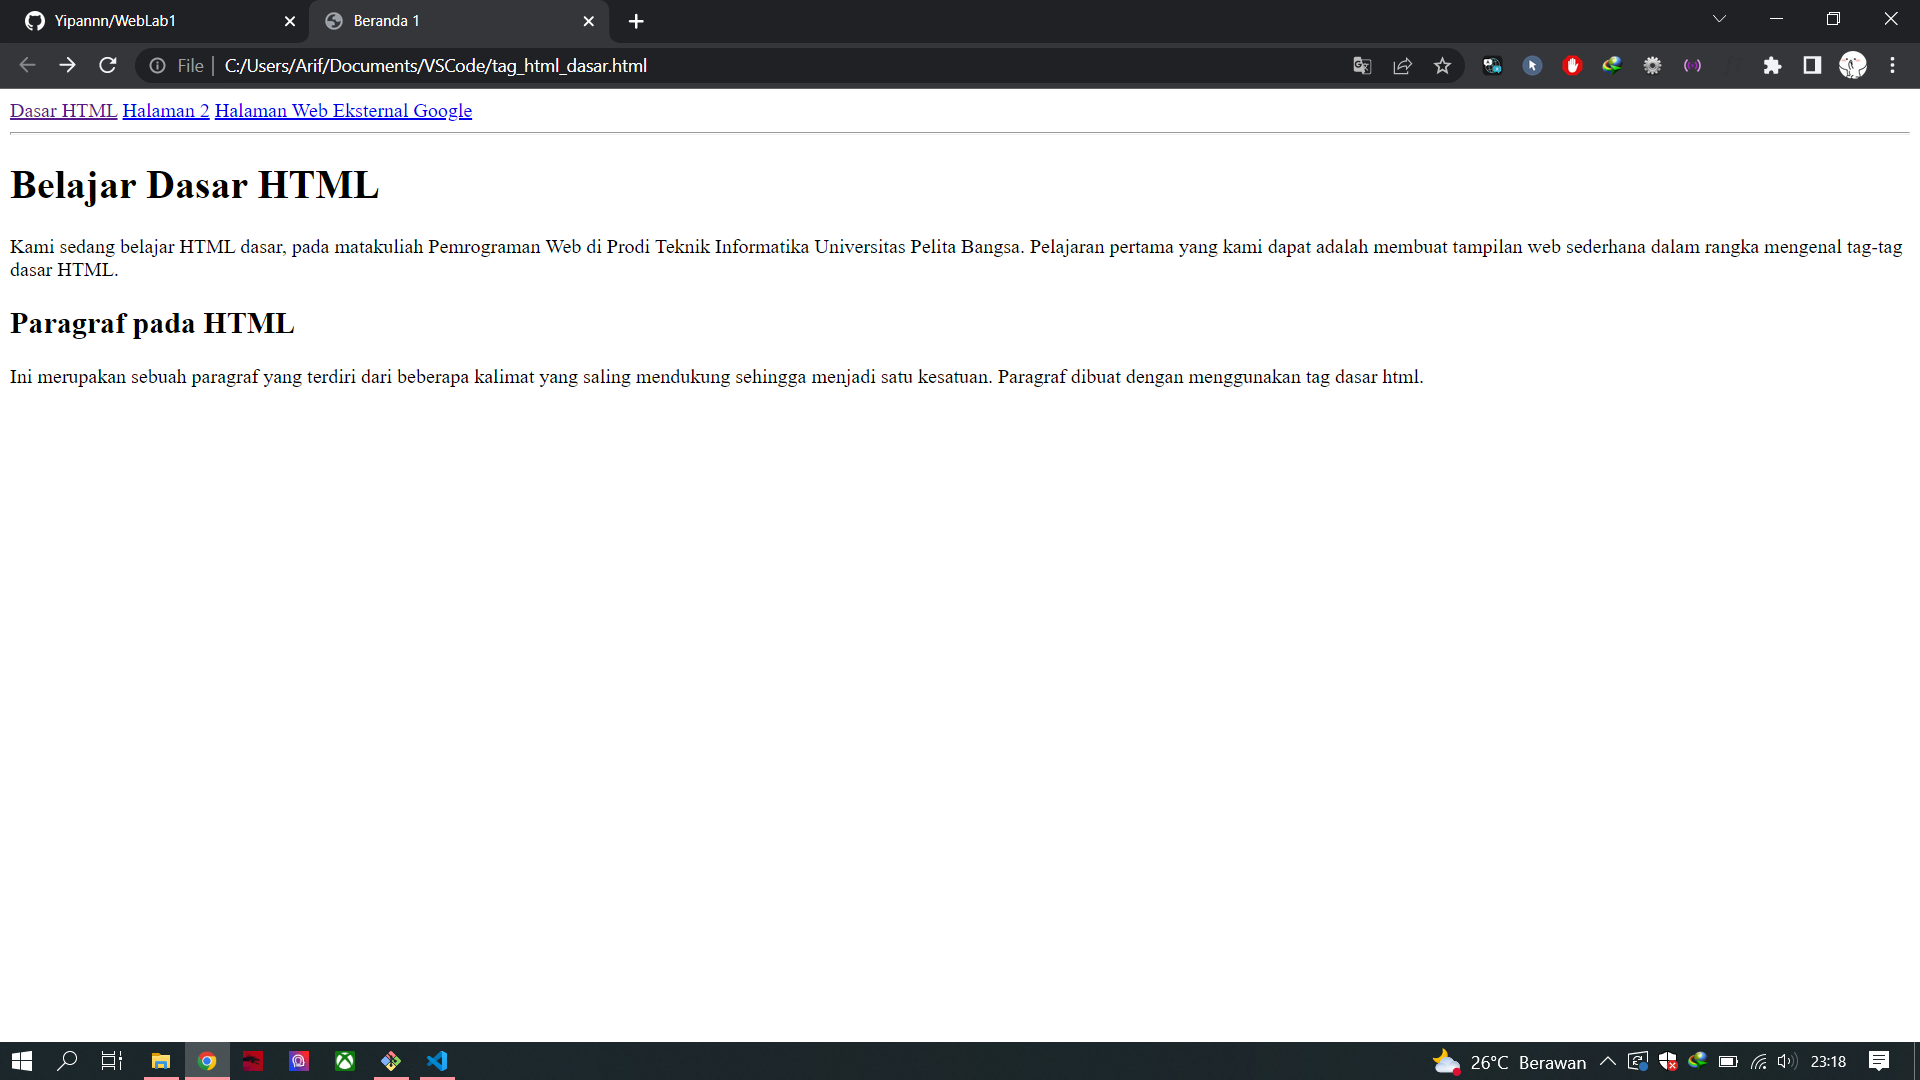 Yipannn/WebLab1
Beranda 1
File
C:/Users/Arif/Documents/VSCode/tag_html_dasar.html
Dasar HTML Halaman 2 Halaman Web Eksternal Google
Belajar Dasar HTML
Kami sedang belajar HTML dasar, pada matakuliah Pemrograman Web di Prodi Teknik Informatika Universitas Pelita Bangsa. Pelajaran pertama yang kami dapat adalah membuat tampilan web sederhana dalam rangka mengenal tag-tag
dasar HTML.
Paragraf pada HTML
Ini merupakan sebuah paragraf yang terdiri dari beberapa kalimat yang saling mendukung sehingga menjadi satu kesatuan. Paragraf dibuat dengan menggunakan tag dasar html.
26°C Berawan
23:18